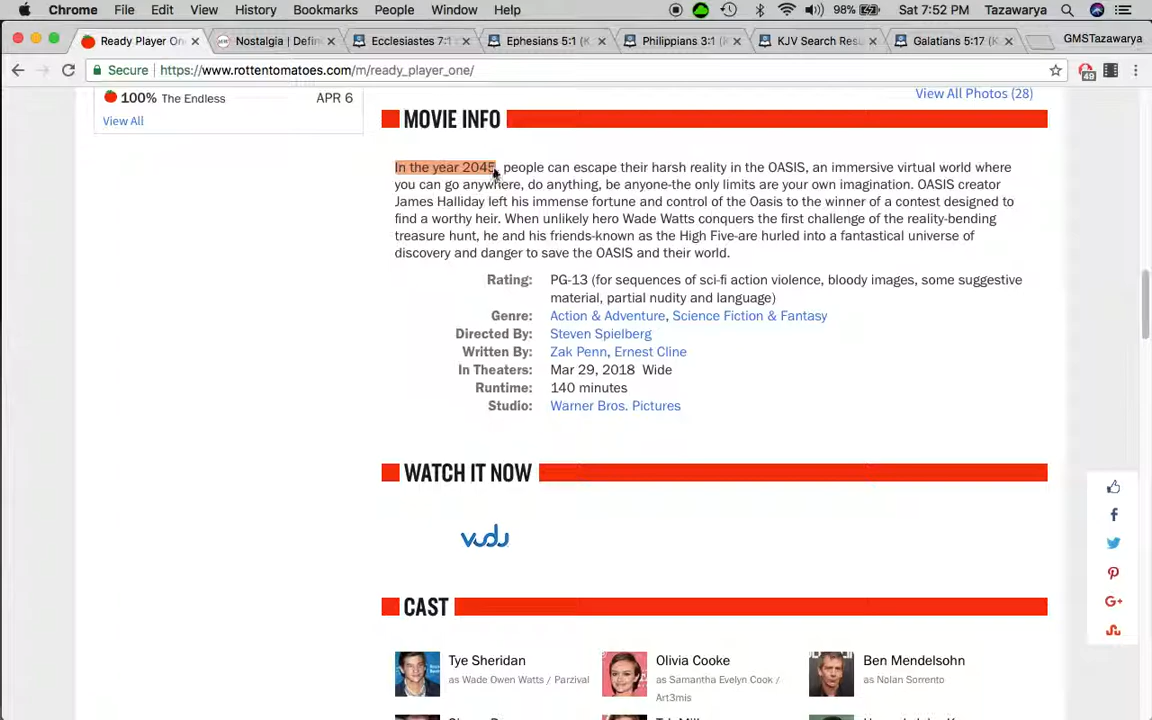 Chrome File Edit View History Bookmarks People Window Help 98% Sat 7:52 PM Tazawarya
Ready Player On × Nostalgia | Defin × Ecclesiastes 7:1 × Ephesians 5:1 (K × Philippians 3:1 ( × KJV Search Resu × Galatians 5:17 (K × GMSTazawarya
Secure https://www.rottentomatoes.com/m/ready_player_one/ 49
100% The Endless APR 6
View All
View All Photos (28)
MOVIE INFO
In the year 2045, people can escape their harsh reality in the OASIS, an immersive virtual world where
you can go anywhere, do anything, be anyone-the only limits are your own imagination. OASIS creator
James Halliday left his immense fortune and control of the Oasis to the winner of a contest designed to
find a worthy heir. When unlikely hero Wade Watts conquers the first challenge of the reality-bending
treasure hunt, he and his friends-known as the High Five-are hurled into a fantastical universe of
discovery and danger to save the OASIS and their world.
Rating: PG-13 (for sequences of sci-fi action violence, bloody images, some suggestive
material, partial nudity and language)
Genre: Action & Adventure, Science Fiction & Fantasy
Directed By: Steven Spielberg
Written By: Zak Penn, Ernest Cline
In Theaters: Mar 29, 2018 Wide
Runtime: 140 minutes
Studio: Warner Bros. Pictures
WATCH IT NOW
vudu
CAST
Tye Sheridan
as Wade Owen Watts / Parzival
Olivia Cooke
as Samantha Evelyn Cook /
Art3mis
Ben Mendelsohn
as Nolan Sorrento